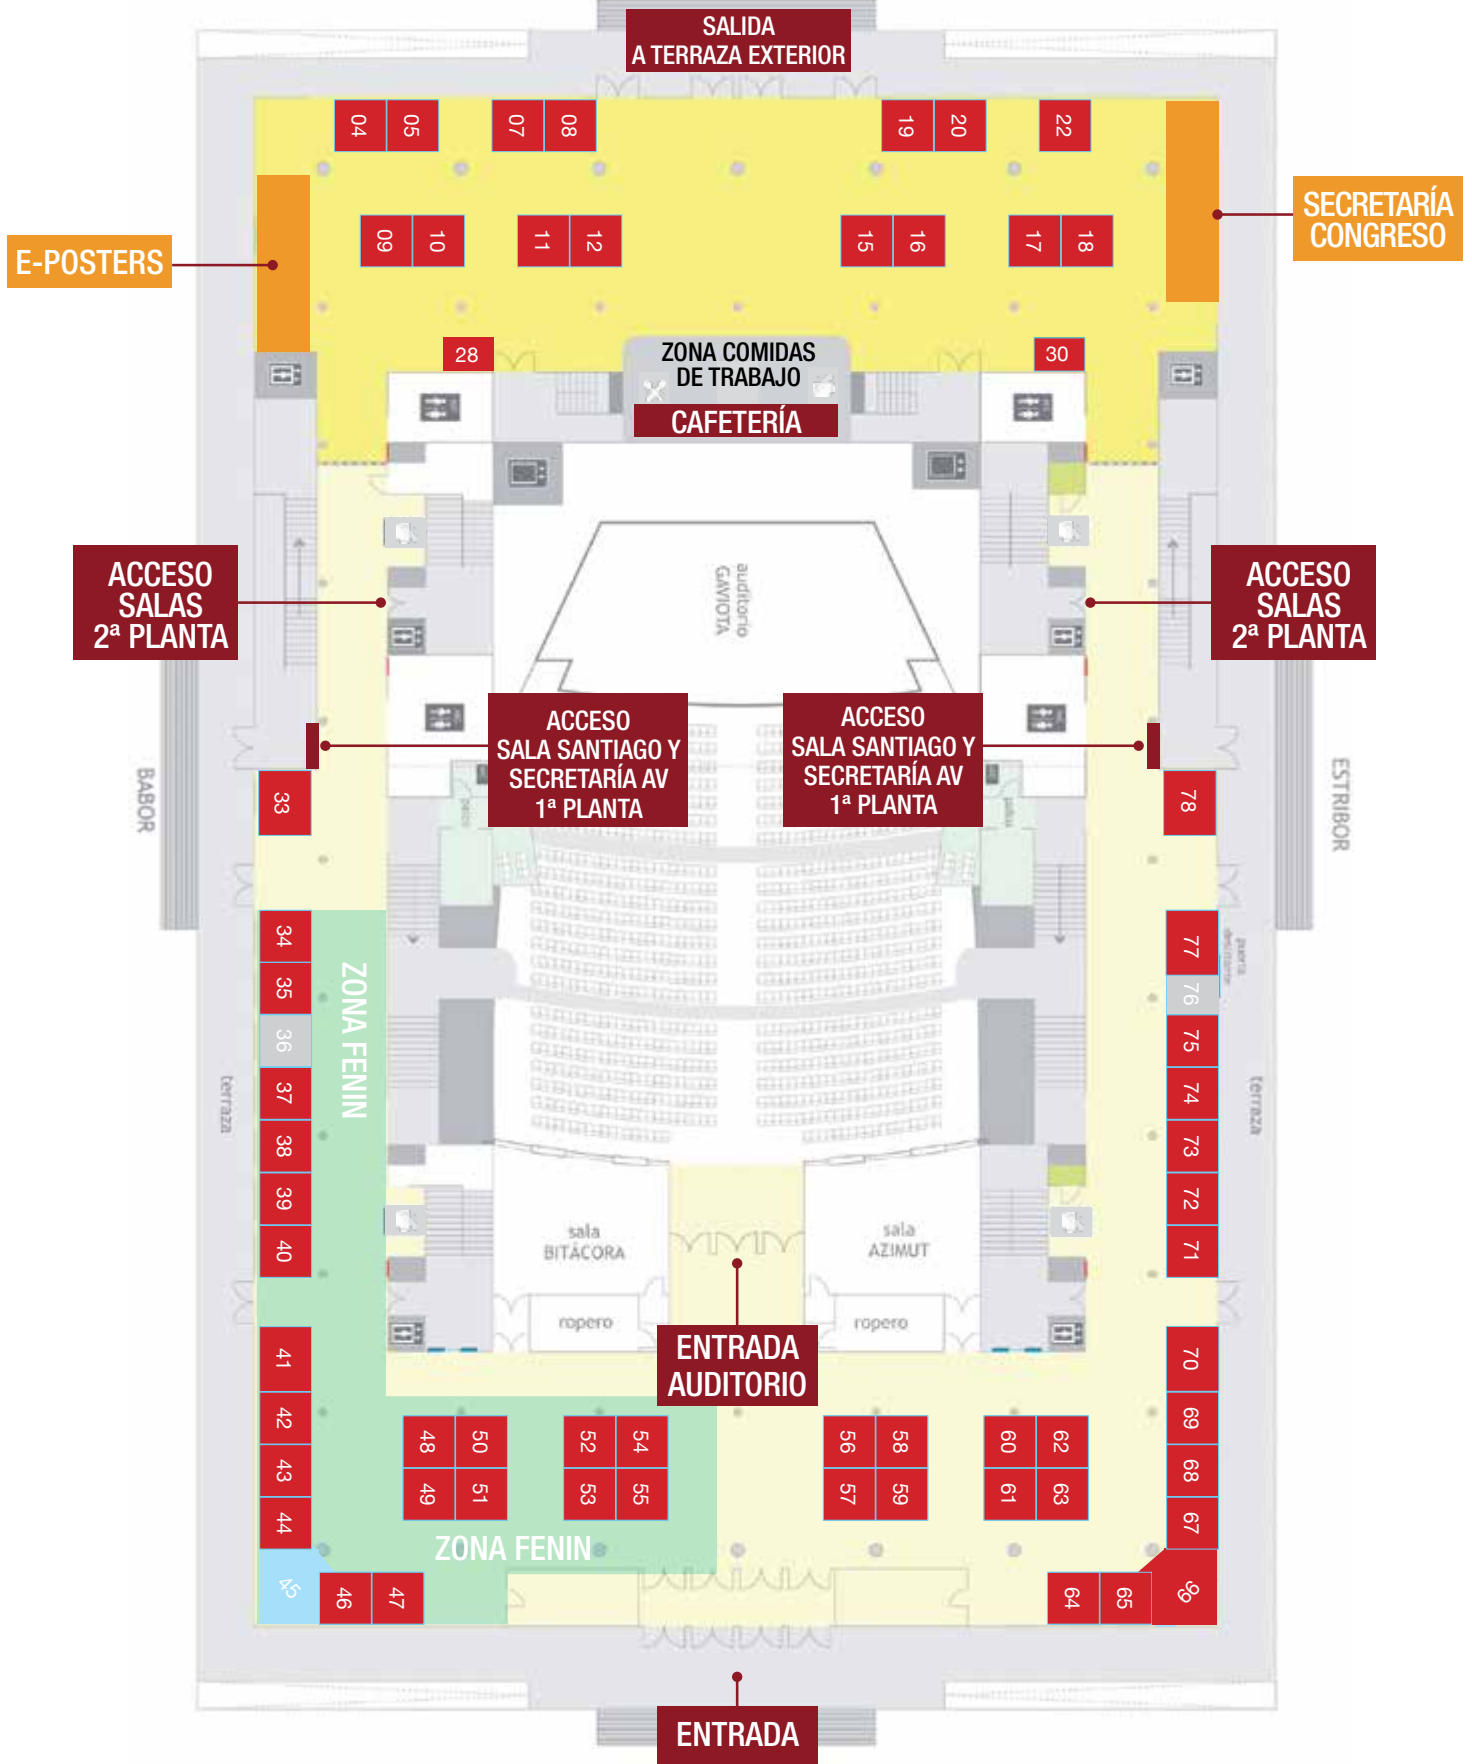 SALIDA
A TERRAZA EXTERIOR
04
05
07
08
19
20
22
SECRETARÍA
CONGRESO
E-POSTERS
09
10
11
12
15
16
17
18
28
ZONA COMIDAS
DE TRABAJO
30
CAFETERÍA
ACCESO
SALAS
2ª PLANTA
auditorio
GAVIOTA
ACCESO
SALAS
2ª PLANTA
ACCESO
SALA SANTIAGO Y
SECRETARÍA AV
1ª PLANTA
ACCESO
SALA SANTIAGO Y
SECRETARÍA AV
1ª PLANTA
BABOR
ESTRIBOR
33
78
34
35
36
37
38
39
40
ZONA FENIN
77
76
75
74
73
72
71
terraza
terraza
sala
BITÁCORA
sala
AZIMUT
ropero
ropero
ENTRADA
AUDITORIO
41
42
43
44
45
46
47
48
50
49
51
52
54
53
55
ZONA FENIN
56
58
57
59
60
62
61
63
70
69
68
67
66
64
65
ENTRADA